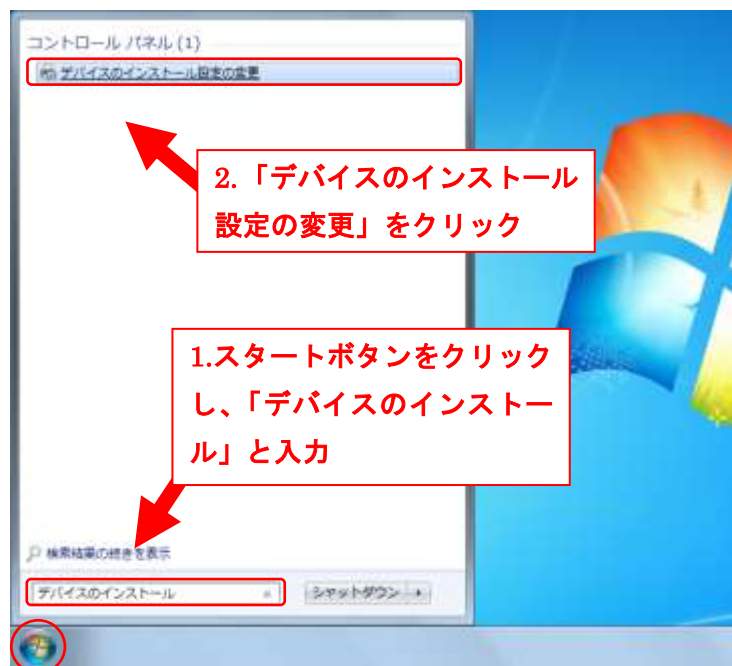 コントロール パネル (1)
デバイスのインストール設定の変更
2.「デバイスのインストール
設定の変更」をクリック
1.スタートボタンをクリック
し、「デバイスのインストー
ル」と入力
検索結果の続きを表示
デバイスのインストール ×
シャットダウン